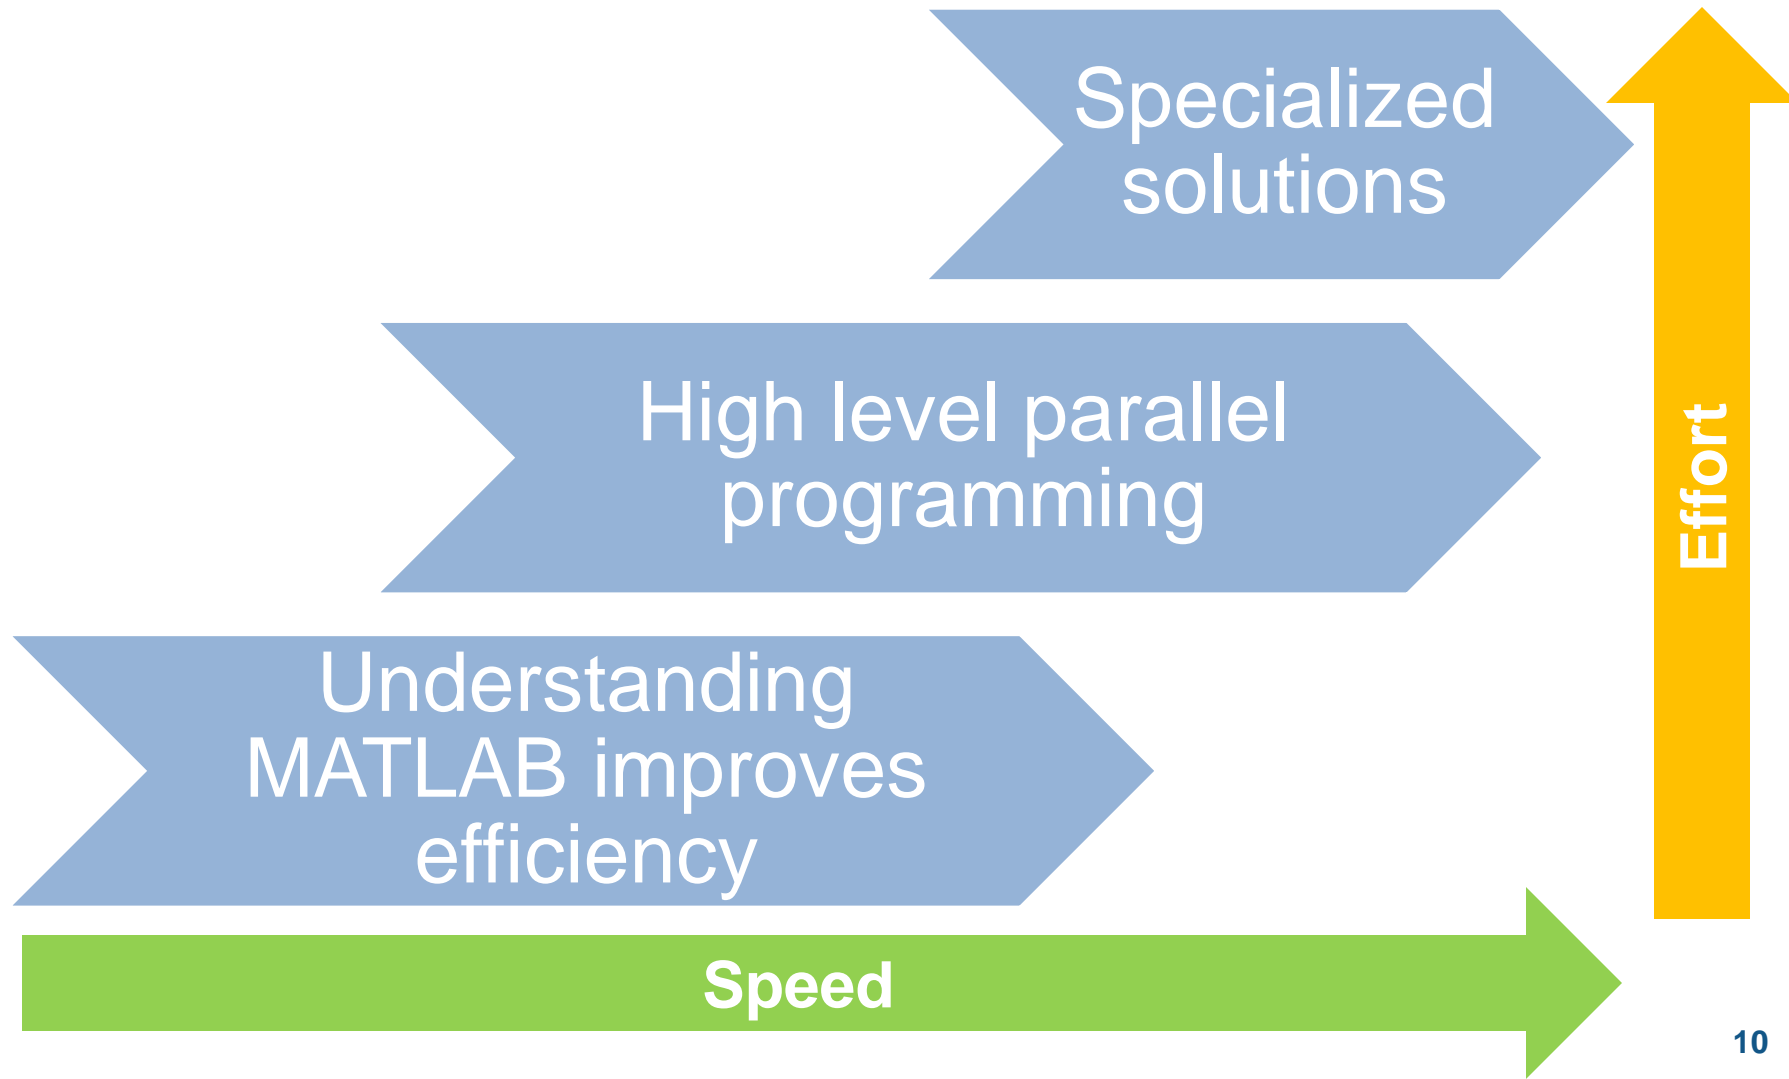 Specialized
solutions
High level parallel
programming
Effort
Understanding
MATLAB improves
efficiency
Speed
10